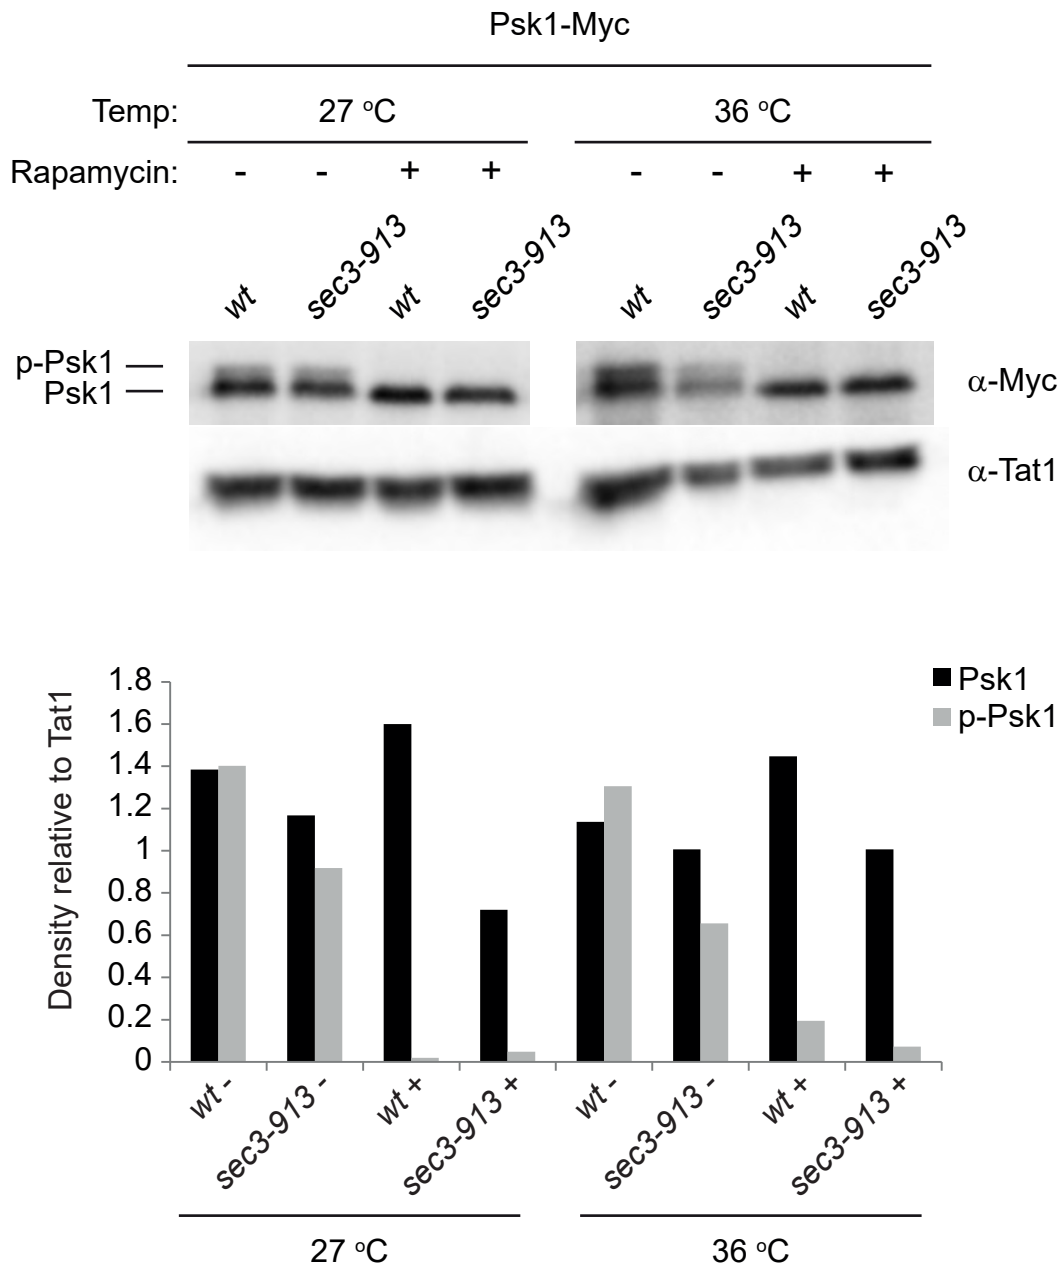 Psk1-Myc
Temp: 27 °C 36 °C
Rapamycin: - - + + - - + +
wt sec3-913 wt sec3-913 wt sec3-913 wt sec3-913
p-Psk1
Psk1
α-Myc
α-Tat1
Density relative to Tat1
1.8
1.6
1.4
1.2
1
0.8
0.6
0.4
0.2
0
Psk1
p-Psk1
wt - sec3-913 - wt + sec3-913 + wt - sec3-913 - wt + sec3-913 +
27 °C 36 °C